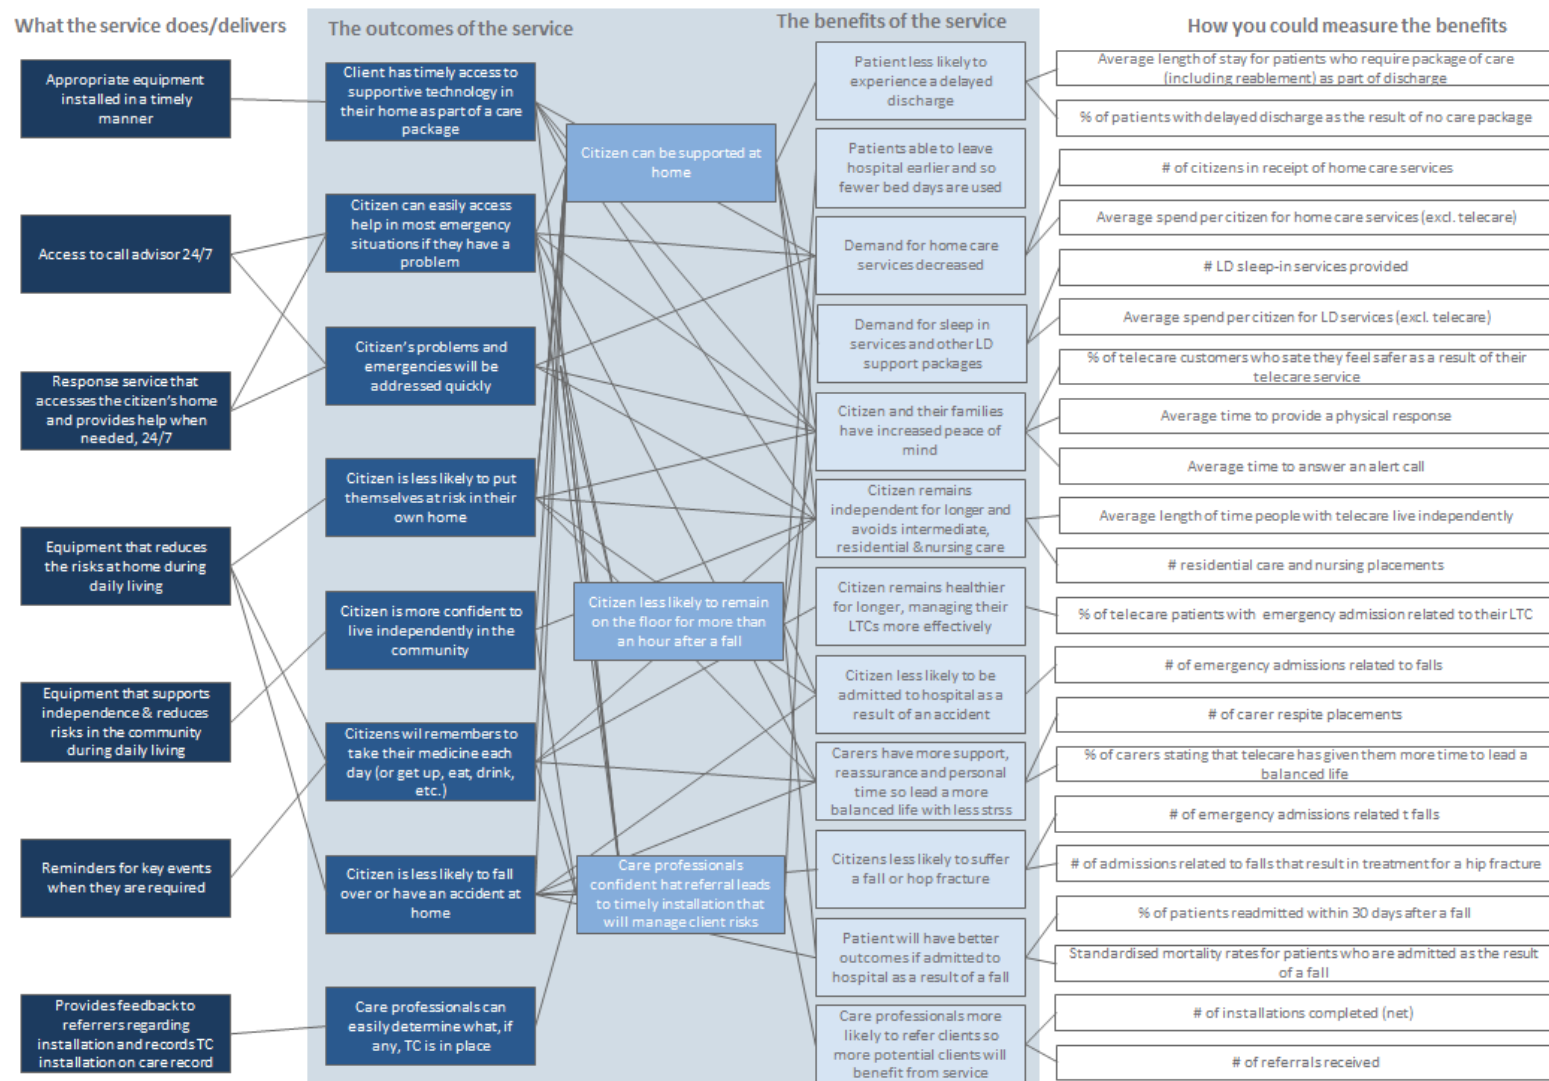 What the service does/delivers
The outcomes of the service
The benefits of the service
How you could measure the benefits
Appropriate equipment
installed in a timely
manner
Access to call advisor 24/7
Response service that
accesses the citizen's home
and provides help when
needed, 24/7
Equipment that reduces
the risks at home during
daily living
Equipment that supports
independence & reduces
risks in the community
during daily living
Reminders for key events
when they are required
Provides feedback to
referrers regarding
installation and records TC
installation on care record
Client has timely access to
supportive technology in
their home as part of a care
package
Citizen can easily access
help in most emergency
situations if they have a
problem
Citizen's problems and
emergencies will be
addressed quickly
Citizen is less likely to put
themselves at risk in their
own home
Citizen is more confident to
live independently in the
community
Citizens wil remembers to
take their medicine each
day (or get up, eat, drink,
etc.)
Citizen is less likely to fall
over or have an accident at
home
Care professionals can
easily determine what, if
any, TC is in place
Citizen can be supported at
home
Citizen less likely to remain
on the floor for more than
an hour after a fall
Care professionals
confident hat referral leads
to timely installation that
will manage client risks
Patient less likely to
experience a delayed
discharge
Patients able to leave
hospital earlier and so
fewer bed days are used
Demand for home care
services decreased
Demand for sleep in
services and other LD
support packages
Citizen and their families
have increased peace of
mind
Citizen remains
independent for longer and
avoids intermediate,
residential & nursing care
Citizen remains healthier
for longer, managing their
LTCs more effectively
Citizen less likely to be
admitted to hospital as a
result of an accident
Carers have more support,
reassurance and personal
time so lead a more
balanced life with less strss
Citizens less likely to suffer
a fall or hop fracture
Patient will have better
outcomes if admitted to
hospital as a result of a fall
Care professionals more
likely to refer clients so
more potential clients will
benefit from service
Average length of stay for patients who require package of care
(including reablement) as part of discharge
% of patients with delayed discharge as the result of no care package
# of citizens in receipt of home care services
Average spend per citizen for home care services (excl. telecare)
# LD sleep-in services provided
Average spend per citizen for LD services (excl. telecare)
% of telecare customers who sate they feel safer as a result of their
telecare service
Average time to provide a physical response
Average time to answer an alert call
Average length of time people with telecare live independently
# residential care and nursing placements
% of telecare patients with emergency admission related to their LTC
# of emergency admissions related to falls
# of carer respite placements
% of carers stating that telecare has given them more time to lead a
balanced life
# of emergency admissions related t falls
# of admissions related to falls that result in treatment for a hip fracture
% of patients readmitted within 30 days after a fall
Standardised mortality rates for patients who are admitted as the result
of a fall
# of installations completed (net)
# of referrals received